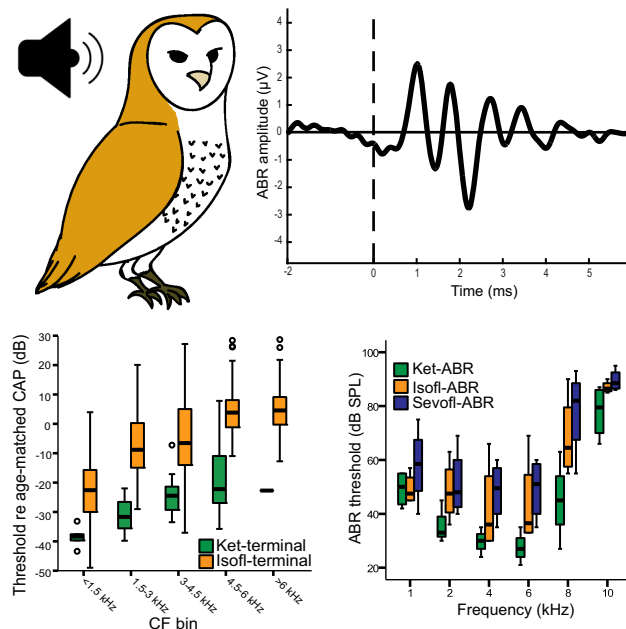 4
3
2
1
0
-1
-2
-3
-4
ABR amplitude (µV)
-2 -1 0 1 2 3 4 5
Time (ms)
30
20
10
0
-10
-20
-30
-40
-50
Threshold re age-matched CAP (dB)
Ket-terminal
Isofl-terminal
<1.5 kHz
1.5-3 kHz
3-4.5 kHz
4.5-6 kHz
>6 kHz
CF bin
100
80
60
40
20
ABR threshold (dB SPL)
Ket-ABR
Isofl-ABR
Sevofl-ABR
1 2 4 6 8 10
Frequency (kHz)